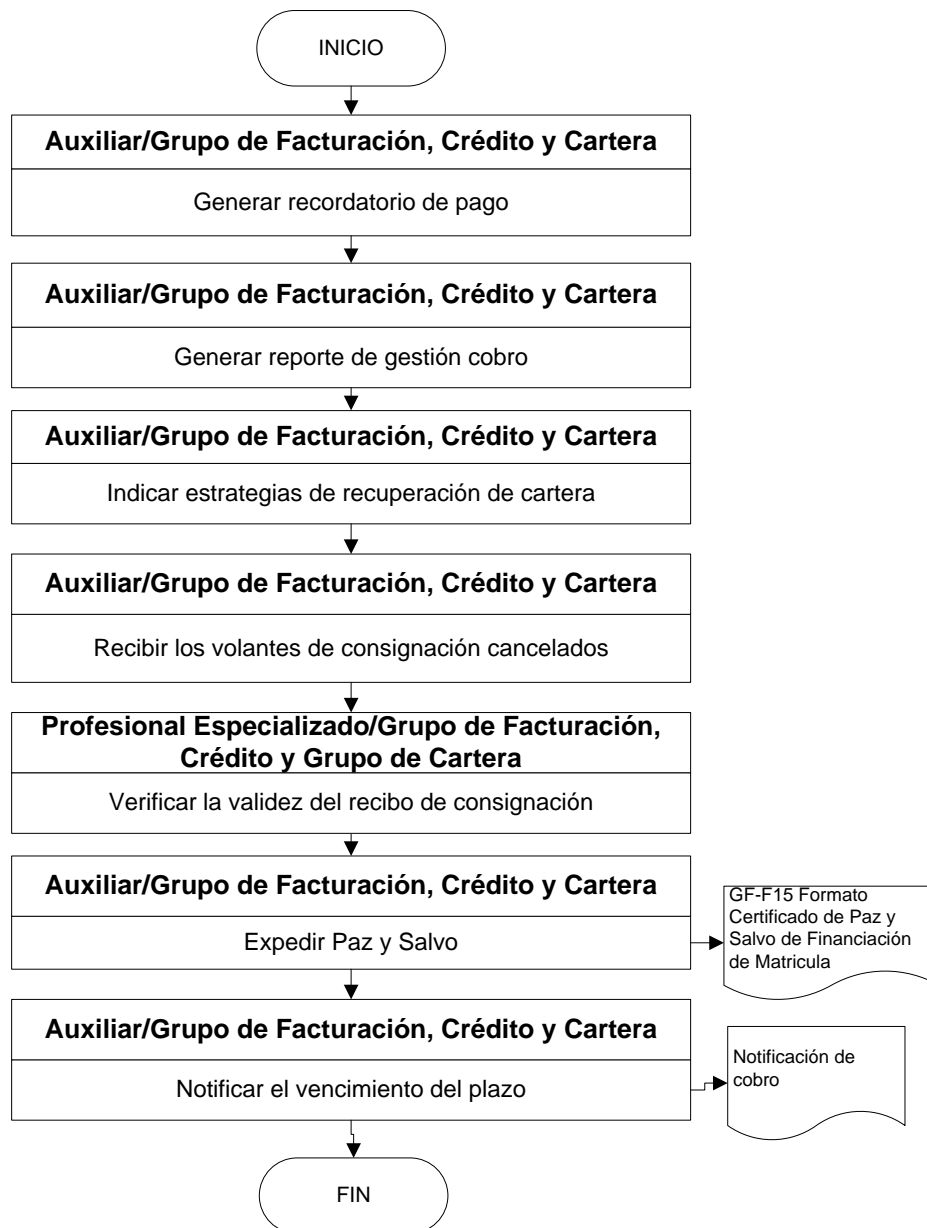 INICIO
Auxiliar/Grupo de Facturación, Crédito y Cartera
Generar recordatorio de pago
Auxiliar/Grupo de Facturación, Crédito y Cartera
Generar reporte de gestión cobro
Auxiliar/Grupo de Facturación, Crédito y Cartera
Indicar estrategias de recuperación de cartera
Auxiliar/Grupo de Facturación, Crédito y Cartera
Recibir los volantes de consignación cancelados
Profesional Especializado/Grupo de Facturación,
Crédito y Grupo de Cartera
Verificar la validez del recibo de consignación
Auxiliar/Grupo de Facturación, Crédito y Cartera
Expedir Paz y Salvo
GF-F15 Formato
Certificado de Paz y
Salvo de Financiación
de Matricula
Auxiliar/Grupo de Facturación, Crédito y Cartera
Notificar el vencimiento del plazo
Notificación de
cobro
FIN